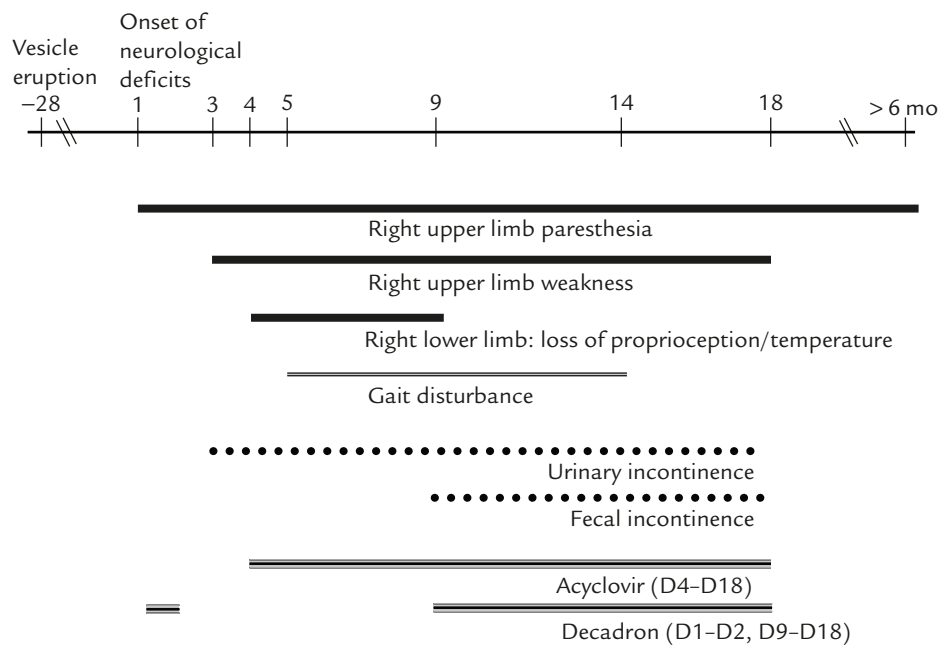 Vesicle
eruption
Onset of
neurological
deficits
–28 1 3 4 5 9 14 18 > 6 mo
Right upper limb paresthesia
Right upper limb weakness
Right lower limb: loss of proprioception/temperature
Gait disturbance
Urinary incontinence
Fecal incontinence
Acyclovir (D4–D18)
Decadron (D1–D2, D9–D18)